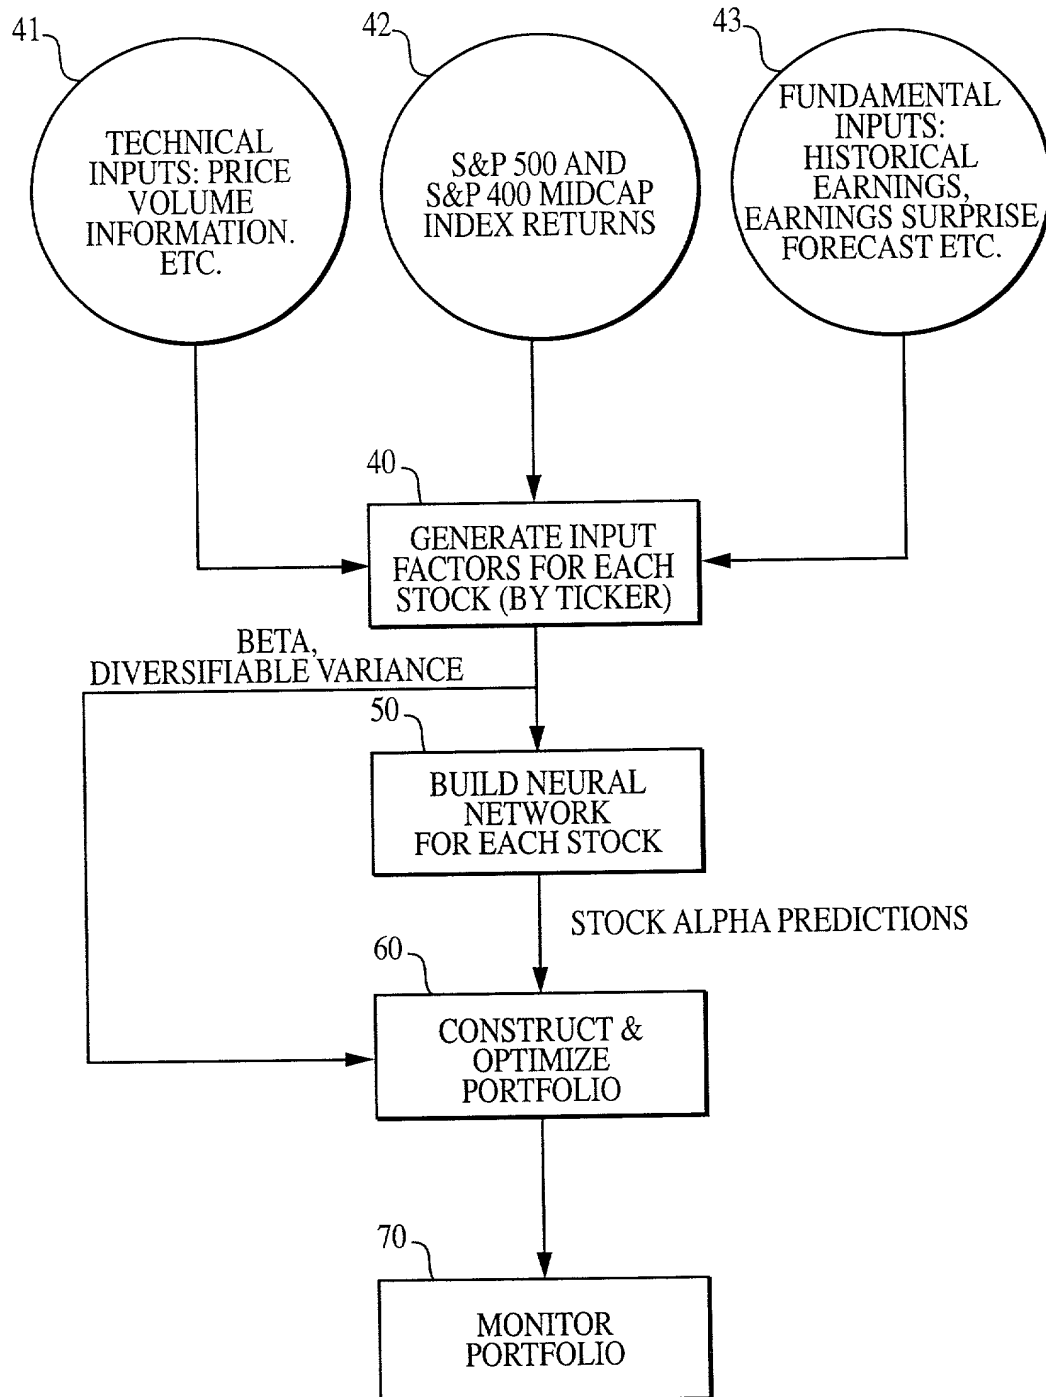 41
TECHNICAL
INPUTS: PRICE
VOLUME
INFORMATION.
ETC.
42
S&P 500 AND
S&P 400 MIDCAP
INDEX RETURNS
43
FUNDAMENTAL
INPUTS:
HISTORICAL
EARNINGS,
EARNINGS SURPRISE
FORECAST ETC.
40
GENERATE INPUT
FACTORS FOR EACH
STOCK (BY TICKER)
BETA,
DIVERSIFIABLE VARIANCE
50
BUILD NEURAL
NETWORK
FOR EACH STOCK
STOCK ALPHA PREDICTIONS
60
CONSTRUCT &
OPTIMIZE
PORTFOLIO
70
MONITOR
PORTFOLIO